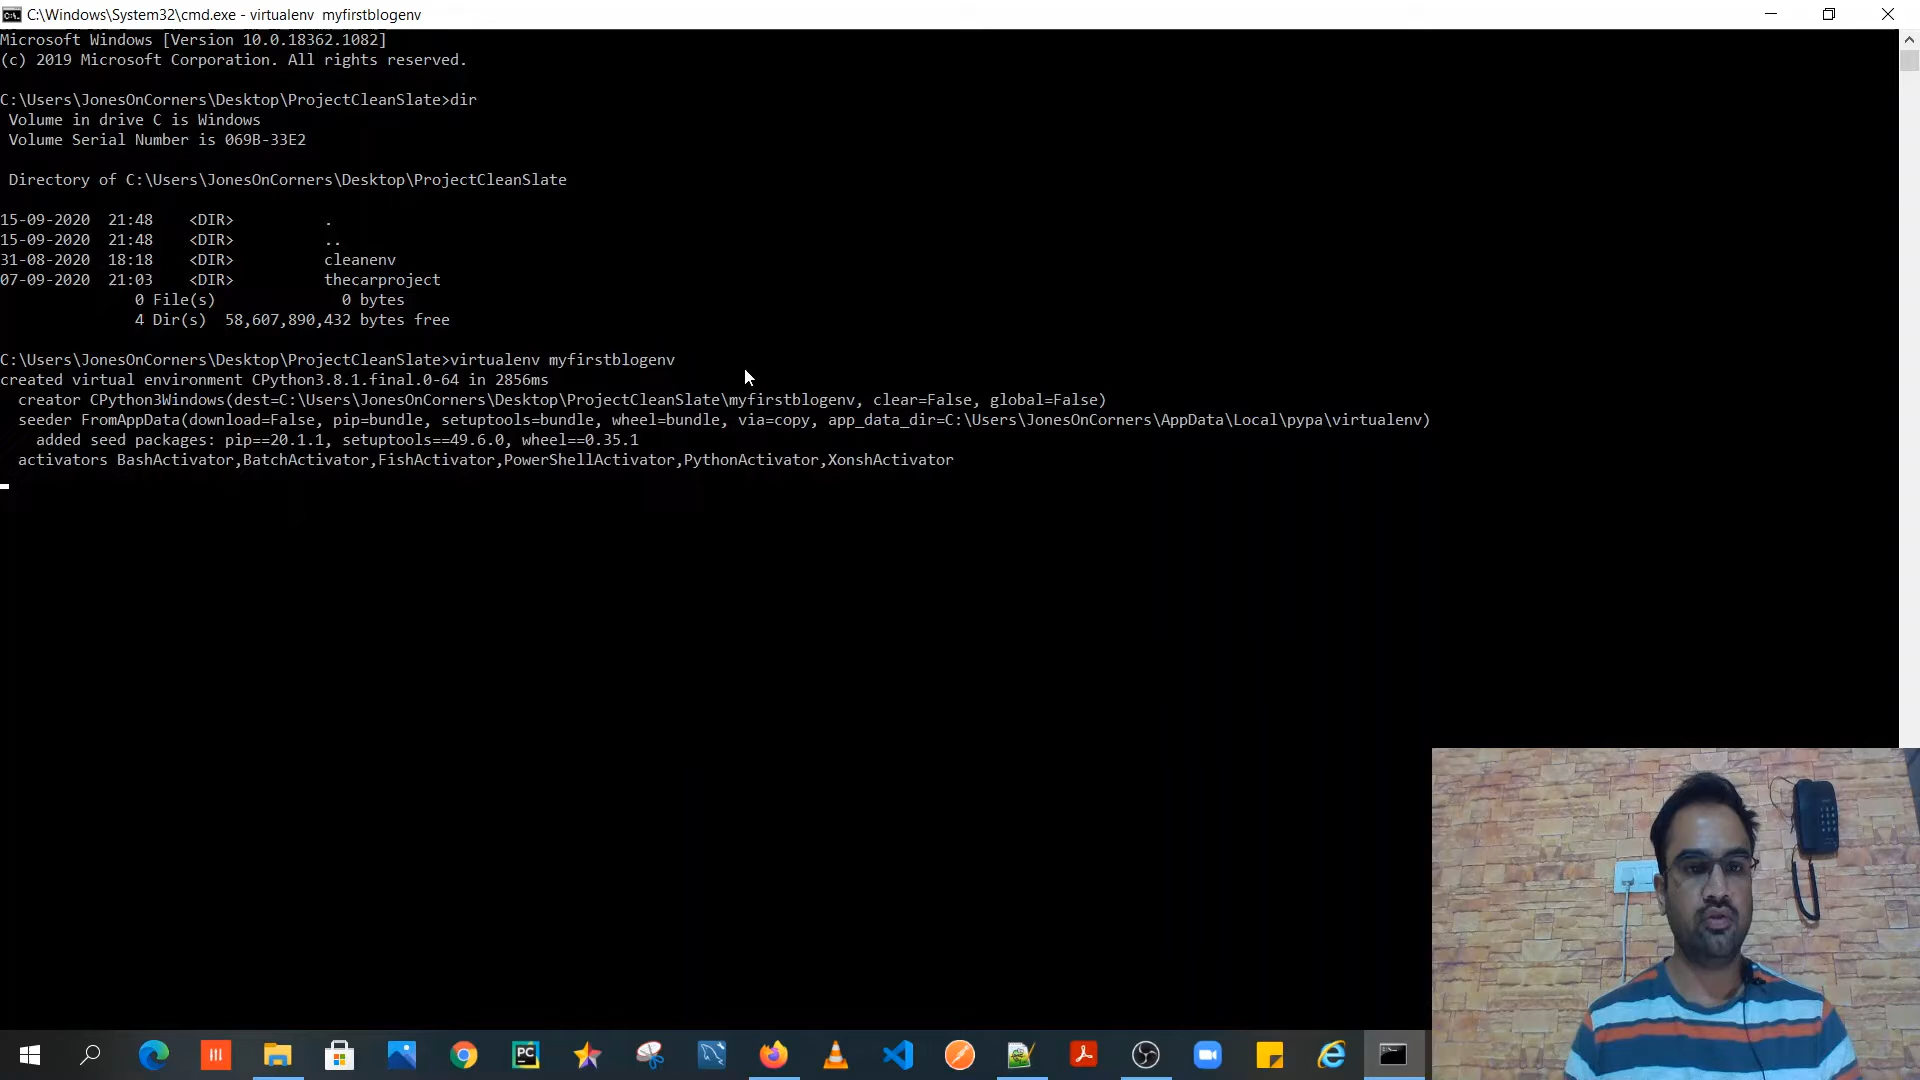 C:\Windows\System32\cmd.exe - virtualenv  myfirstblogenv
Microsoft Windows [Version 10.0.18362.1082]
(c) 2019 Microsoft Corporation. All rights reserved.
C:\Users\JonesOnCorners\Desktop\ProjectCleanSlate>dir
 Volume in drive C is Windows
 Volume Serial Number is 069B-33E2
 Directory of C:\Users\JonesOnCorners\Desktop\ProjectCleanSlate
15-09-2020  21:48    <DIR>          .
15-09-2020  21:48    <DIR>          ..
31-08-2020  18:18    <DIR>          cleanenv
07-09-2020  21:03    <DIR>          thecarproject
               0 File(s)              0 bytes
               4 Dir(s)  58,607,890,432 bytes free
C:\Users\JonesOnCorners\Desktop\ProjectCleanSlate>virtualenv myfirstblogenv
created virtual environment CPython3.8.1.final.0-64 in 2856ms
  creator CPython3Windows(dest=C:\Users\JonesOnCorners\Desktop\ProjectCleanSlate\myfirstblogenv, clear=False, global=False)
  seeder FromAppData(download=False, pip=bundle, setuptools=bundle, wheel=bundle, via=copy, app_data_dir=C:\Users\JonesOnCorners\AppData\Local\pypa\virtualenv)
    added seed packages: pip==20.1.1, setuptools==49.6.0, wheel==0.35.1
  activators BashActivator,BatchActivator,FishActivator,PowerShellActivator,PythonActivator,XonshActivator
PC